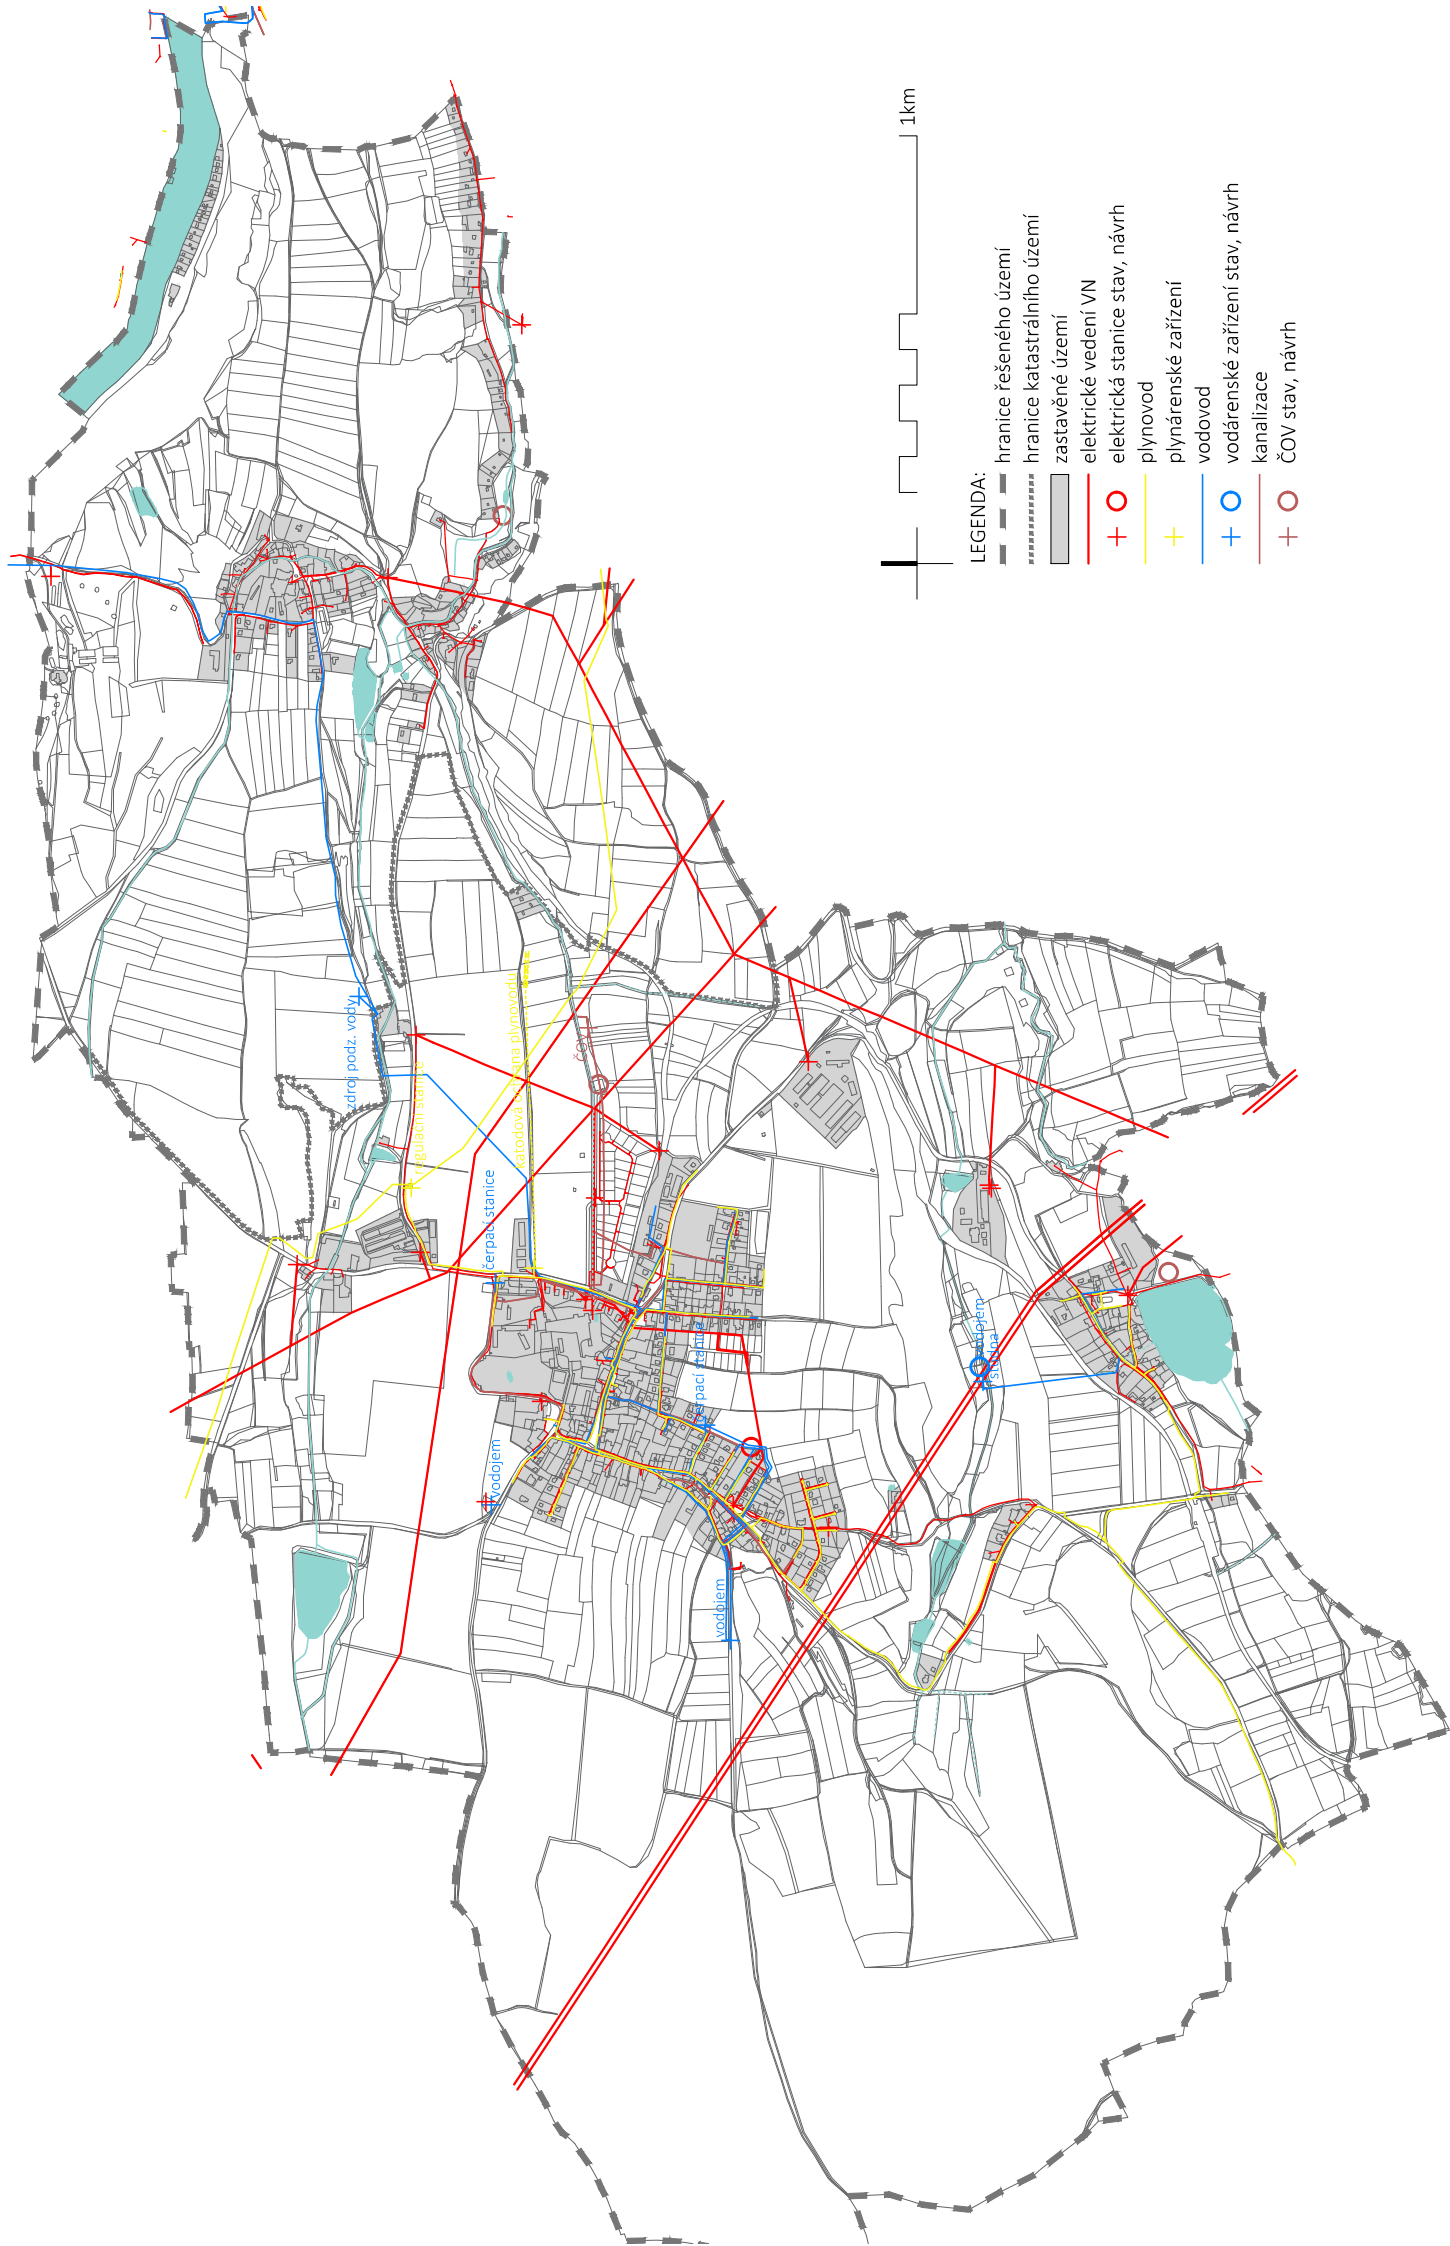 1km
LEGENDA:
hranice řešeného území
hranice katastrálního území
zastavěné území
elektrické vedení VN
elektrická stanice stav, návrh
plynovod
plynárenské zařízení
vodovod
vodárenské zařízení stav, návrh
kanalizace
ČOV stav, návrh
zdroj podz. vody
regulační stanice
čerpací stanice
katodová ochrana plynovodu
ČOV
vodojem
čerpací stanice
vodojem
vodojem
studna